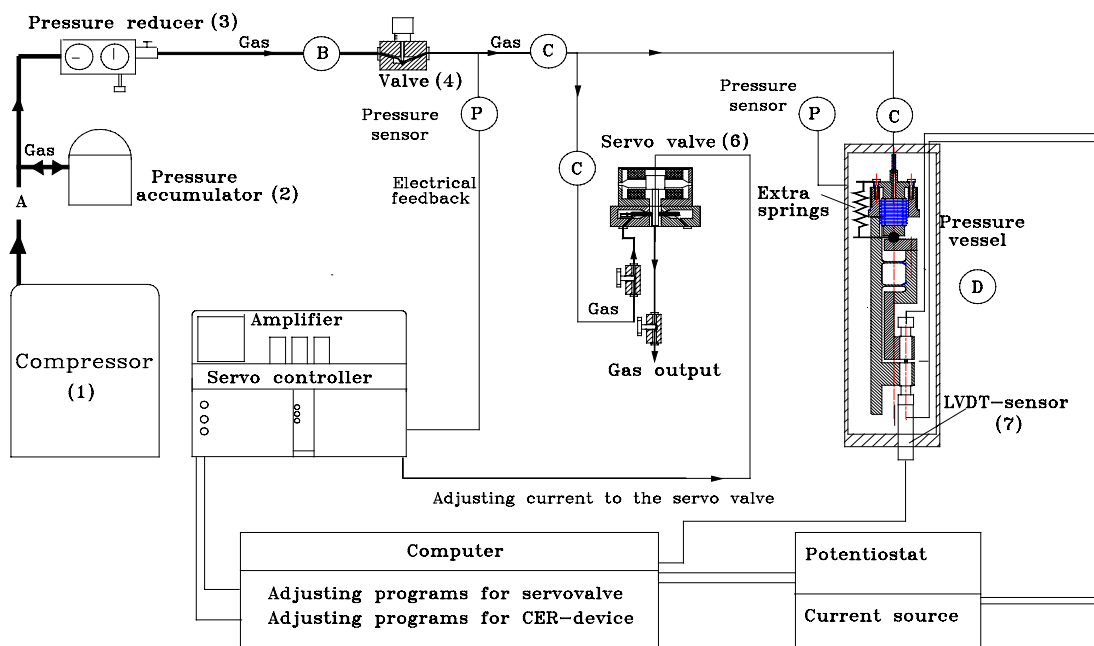 Pressure reducer (3)
Gas
B
Valve (4)
Gas
C
Pressure
sensor
P
Pressure
sensor
P
C
Gas
Pressure
accumulator (2)
A
C
Servo valve (6)
Electrical
feedback
Extra
springs
Pressure
vessel
D
Gas
Gas output
Compressor
(1)
Amplifier
Servo controller
LVDT-sensor
(7)
Adjusting current to the servo valve
Computer
Adjusting programs for servovalve
Adjusting programs for CER-device
Potentiostat
Current source